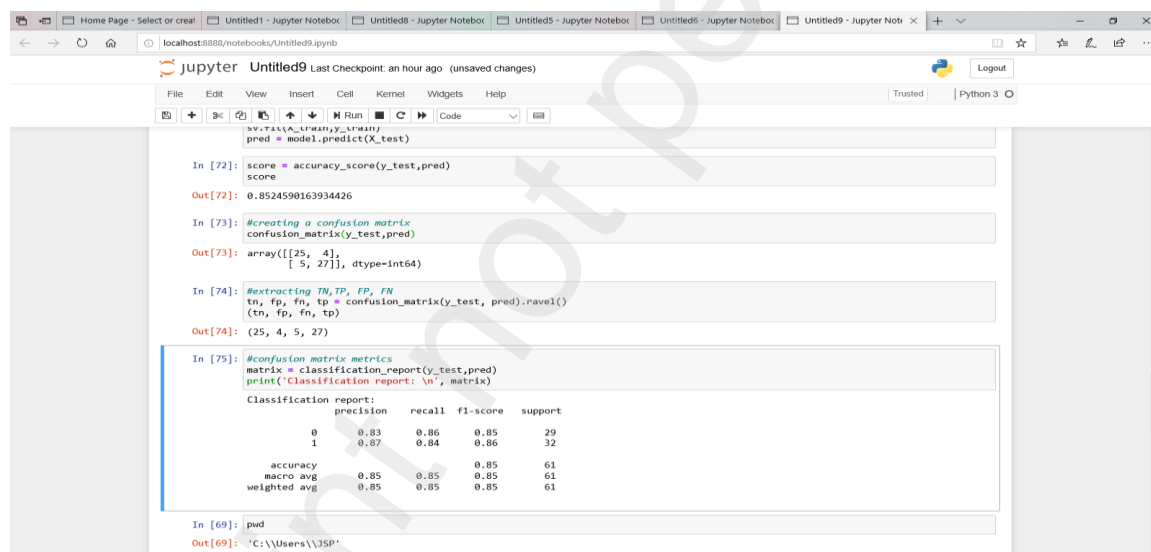 Home Page - Select or creat Untitled1 - Jupyter Noteboc Untitled8 - Jupyter Noteboc Untitled5 - Jupyter Noteboc Untitled6 - Jupyter Noteboc Untitled9 - Jupyter Note
localhost:8888/notebooks/Untitled9.ipynb
jupyter Untitled9 Last Checkpoint: an hour ago (unsaved changes) Logout
File Edit View Insert Cell Kernel Widgets Help Trusted Python 3
Run Code
sv.fit(X_train,y_train)
pred = model.predict(X_test)
In [72]: score = accuracy_score(y_test,pred)
score
Out[72]: 0.8524590163934426
In [73]: #creating a confusion matrix
confusion_matrix(y_test,pred)
Out[73]: array([[25, 4],
[ 5, 27]], dtype=int64)
In [74]: #extracting TN,TP, FP, FN
tn, fp, fn, tp = confusion_matrix(y_test, pred).ravel()
(tn, fp, fn, tp)
Out[74]: (25, 4, 5, 27)
In [75]: #confusion matrix metrics
matrix = classification_report(y_test,pred)
print('Classification report: \n', matrix)
Classification report:
precision recall f1-score support
0 0.83 0.86 0.85 29
1 0.87 0.84 0.86 32
accuracy 0.85 61
macro avg 0.85 0.85 0.85 61
weighted avg 0.85 0.85 0.85 61
In [69]: pwd
Out[69]: 'C:\\Users\\JSP'